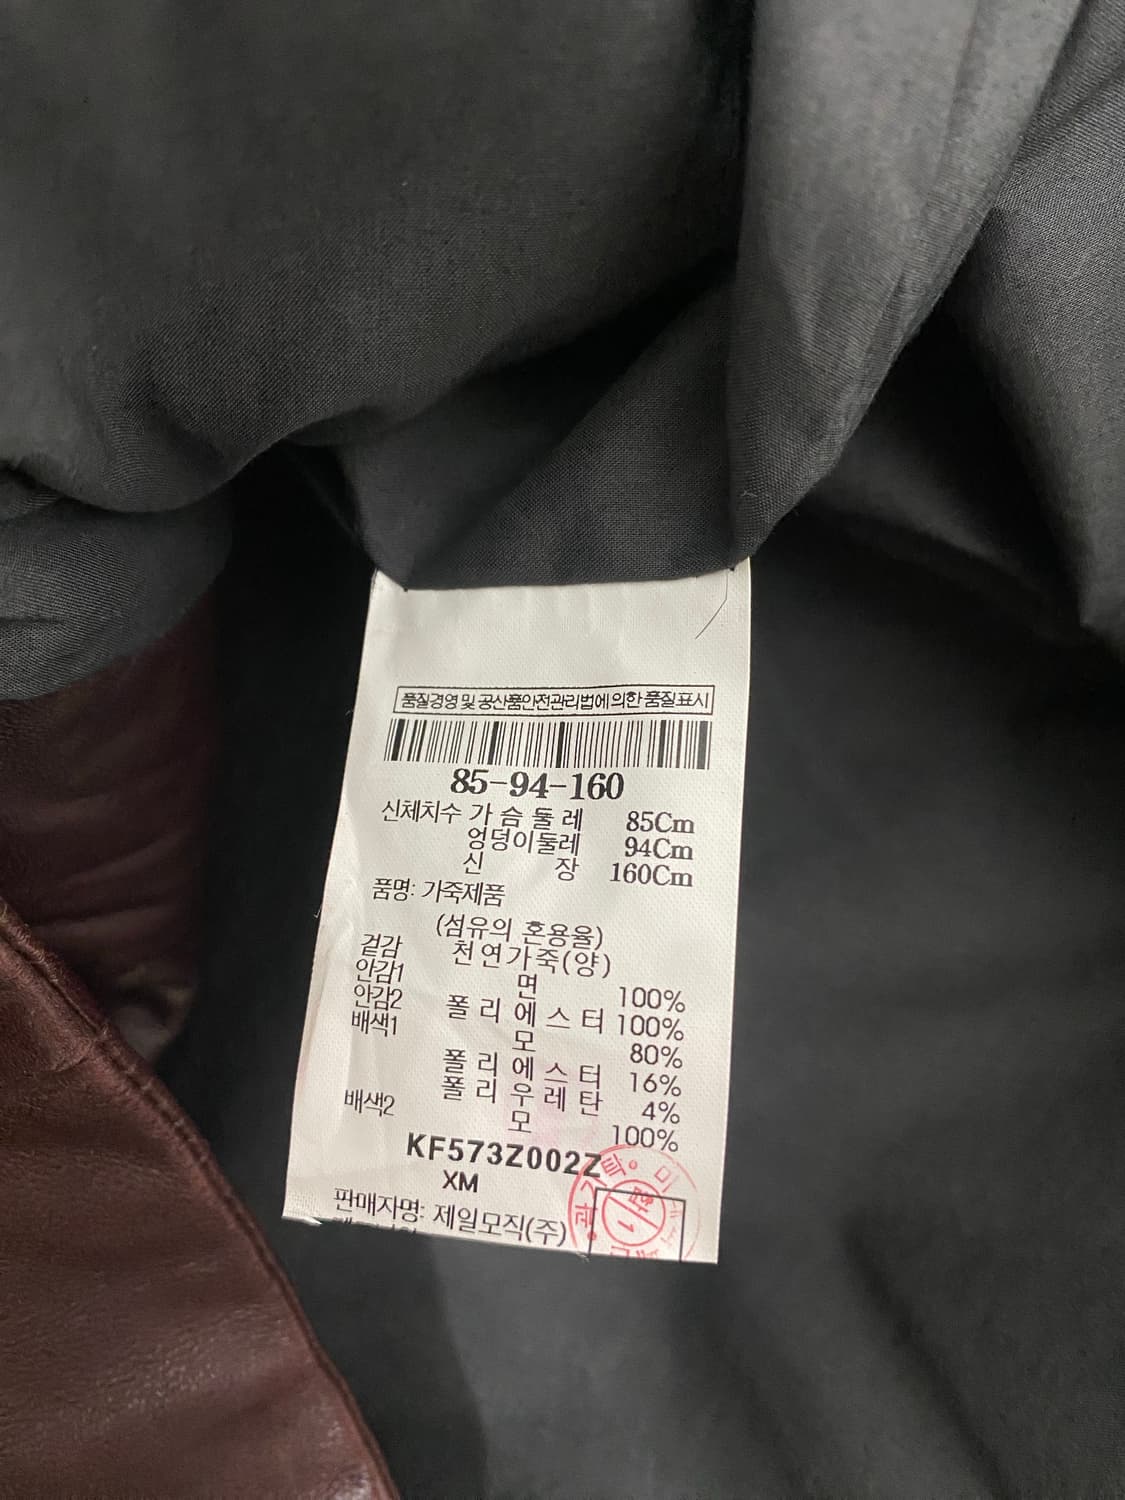 품질경영 및 공산품안전관리법에 의한 품질표시
85-94-160
신체치수 가 슴 둘 레 85Cm
엉덩이둘레 94Cm
신 장 160Cm
품명: 가죽제품
(섬유의 혼용율)
겉감 천연가죽(양)
안감1 면 100%
안감2 폴 리 에 스 터 100%
배색1 모 80%
폴 리 에 스 터 16%
폴 리 우 레 탄 4%
배색2 모 100%
KF573Z002Z
XM
판매자명: 제일모직(주)